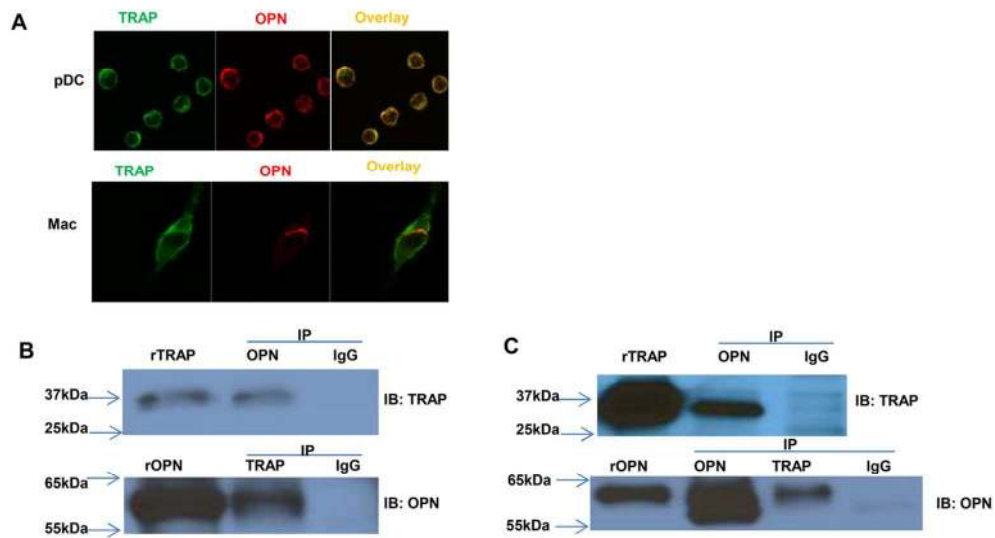 A
TRAP OPN Overlay
pDC
TRAP OPN Overlay
Mac
B
IP
rTRAP OPN IgG
37kDa
IB: TRAP
25kDa
IP
rOPN TRAP IgG
65kDa
IB: OPN
55kDa
C
IP
rTRAP OPN IgG
37kDa
IB: TRAP
25kDa
IP
rOPN OPN TRAP IgG
65kDa
IB: OPN
55kDa